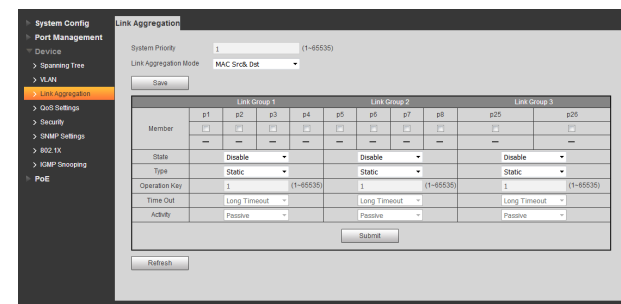 System Config
Port Management
Device
Spanning Tree
VLAN
Link Aggregation
QoS Settings
Security
SNMP Settings
802.1X
IGMP Snooping
PoE
Link Aggregation
System Priority 1 (1~65535)
Link Aggregation Mode MAC Src& Dst
Save
Link Group 1 Link Group 2 Link Group 3
Member p1 p2 p3 p4 p5 p6 p7 p8 p25 p26
— — — — — — — — — —
State Disable Disable Disable
Type Static Static Static
Operation Key 1 (1~65535) 1 (1~65535) 1 (1~65535)
Time Out Long Timeout Long Timeout Long Timeout
Activity Passive Passive Passive
Submit
Refresh